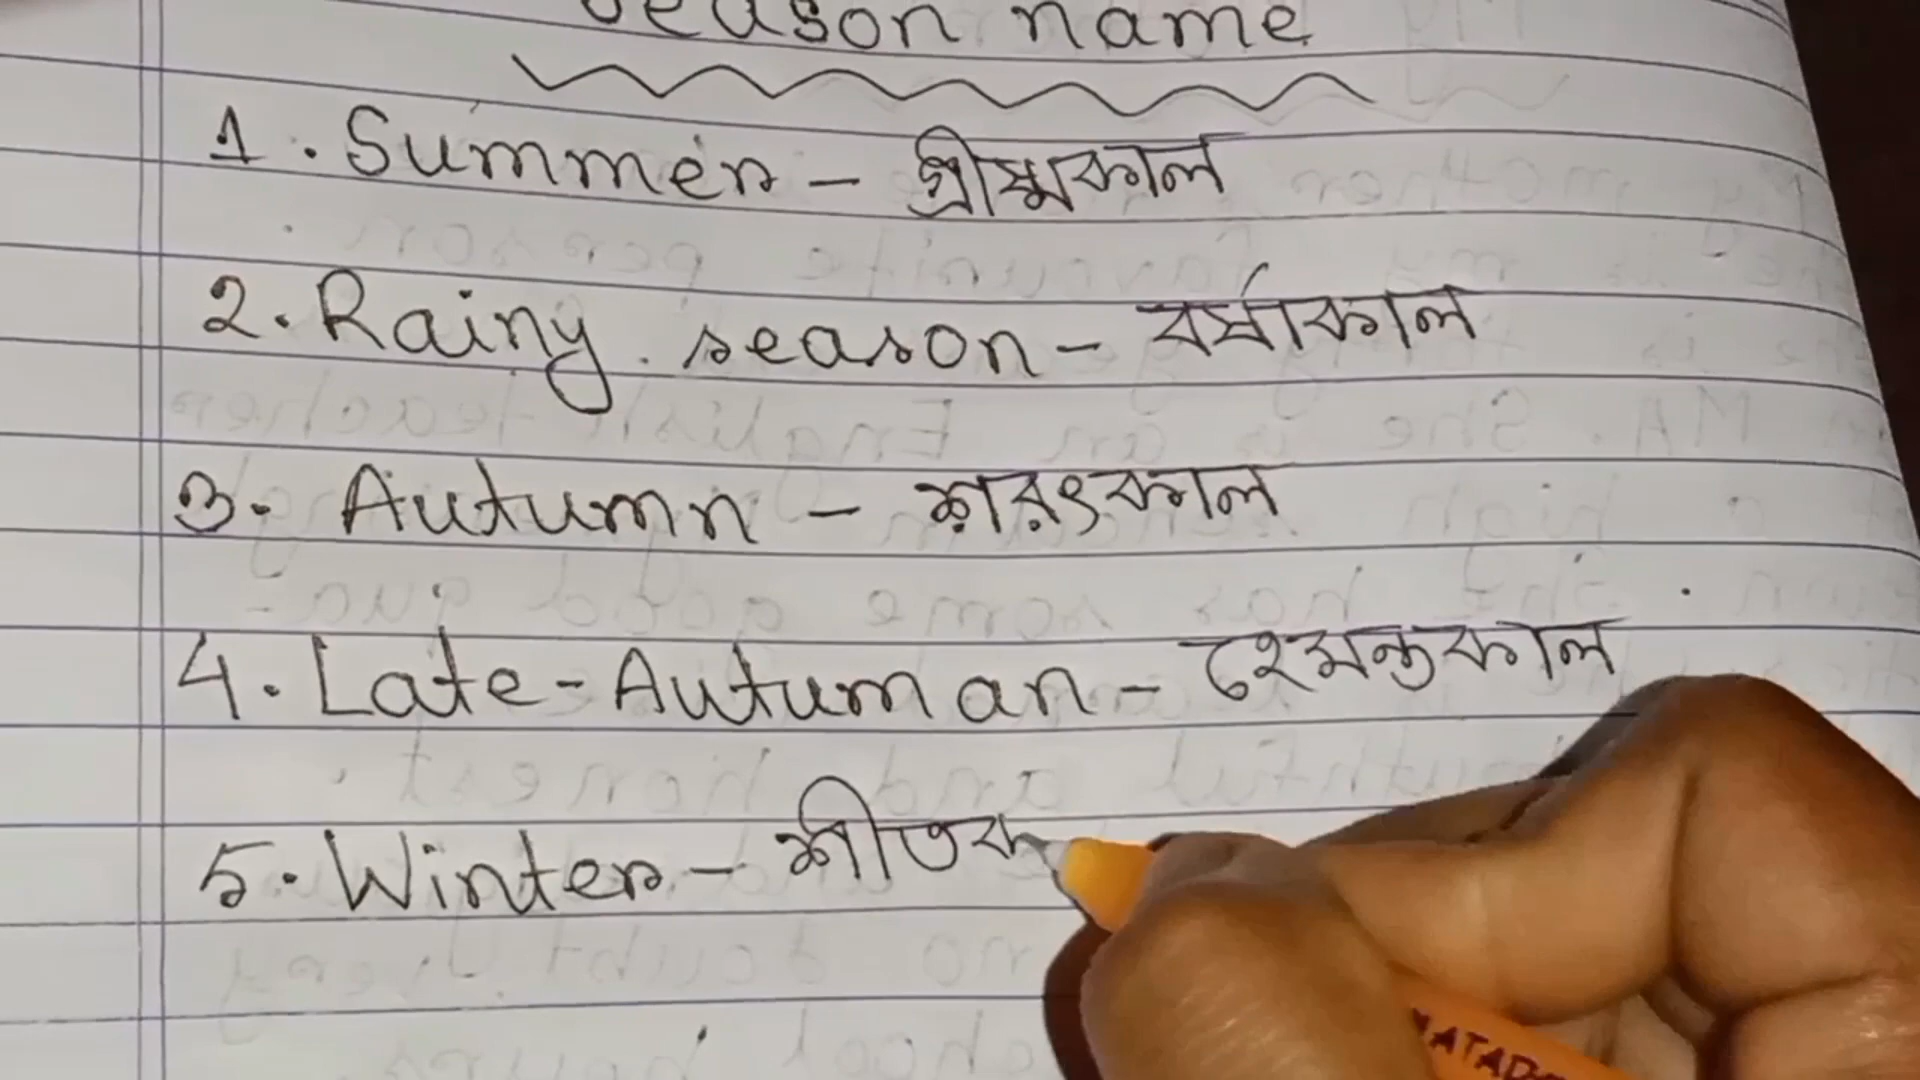 season name
1. Summer - গ্রীষ্মকাল
2. Rainy season - বর্ষাকাল
3. Autumn - শরৎকাল
4. Late-Autuman - হেমন্তকাল
5. Winter - শীতক
MATAD